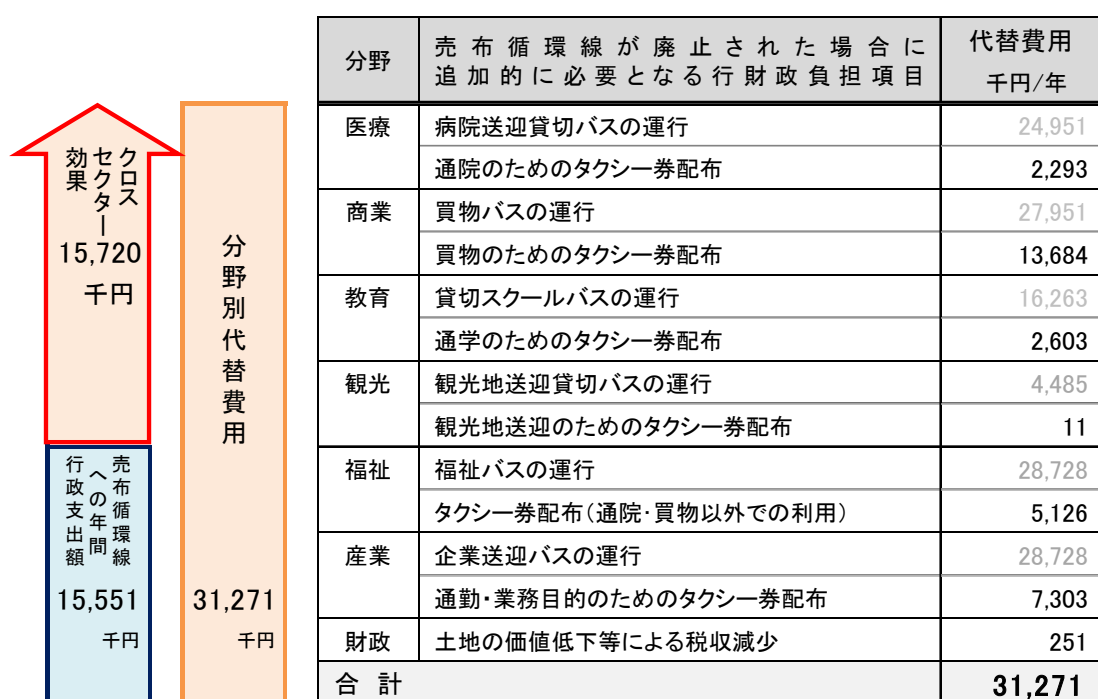 クロス
セクター
効果
15,720
千円
売布循環線
への年間
行政支出額
15,551
千円
分野別代替費用
31,271
千円
分野 売布循環線が廃止された場合に
追加的に必要となる行財政負担項目 代替費用
千円/年
医療 病院送迎貸切バスの運行 24,951
通院のためのタクシー券配布 2,293
商業 買物バスの運行 27,951
買物のためのタクシー券配布 13,684
教育 貸切スクールバスの運行 16,263
通学のためのタクシー券配布 2,603
観光 観光地送迎貸切バスの運行 4,485
観光地送迎のためのタクシー券配布 11
福祉 福祉バスの運行 28,728
タクシー券配布(通院・買物以外での利用) 5,126
産業 企業送迎バスの運行 28,728
通勤・業務目的のためのタクシー券配布 7,303
財政 土地の価値低下等による税収減少 251
合計 31,271